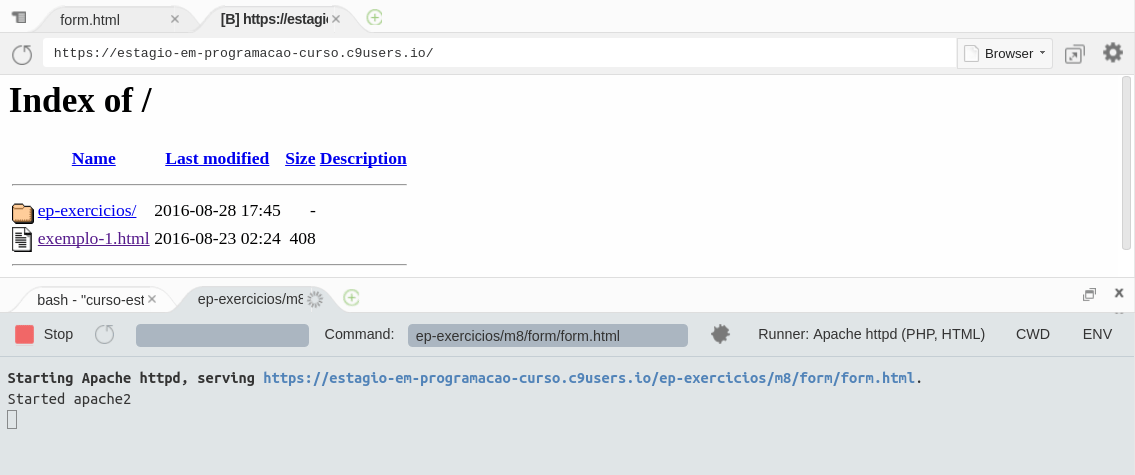 form.html
[B] https://estagio
https://estagio-em-programacao-curso.c9users.io/
Browser
Index of /
Name Last modified Size Description
ep-exercicios/ 2016-08-28 17:45 -
exemplo-1.html 2016-08-23 02:24 408
bash - "curso-est
ep-exercicios/m8
Stop Command: ep-exercicios/m8/form/form.html Runner: Apache httpd (PHP, HTML) CWD ENV
Starting Apache httpd, serving https://estagio-em-programacao-curso.c9users.io/ep-exercicios/m8/form/form.html.
Started apache2